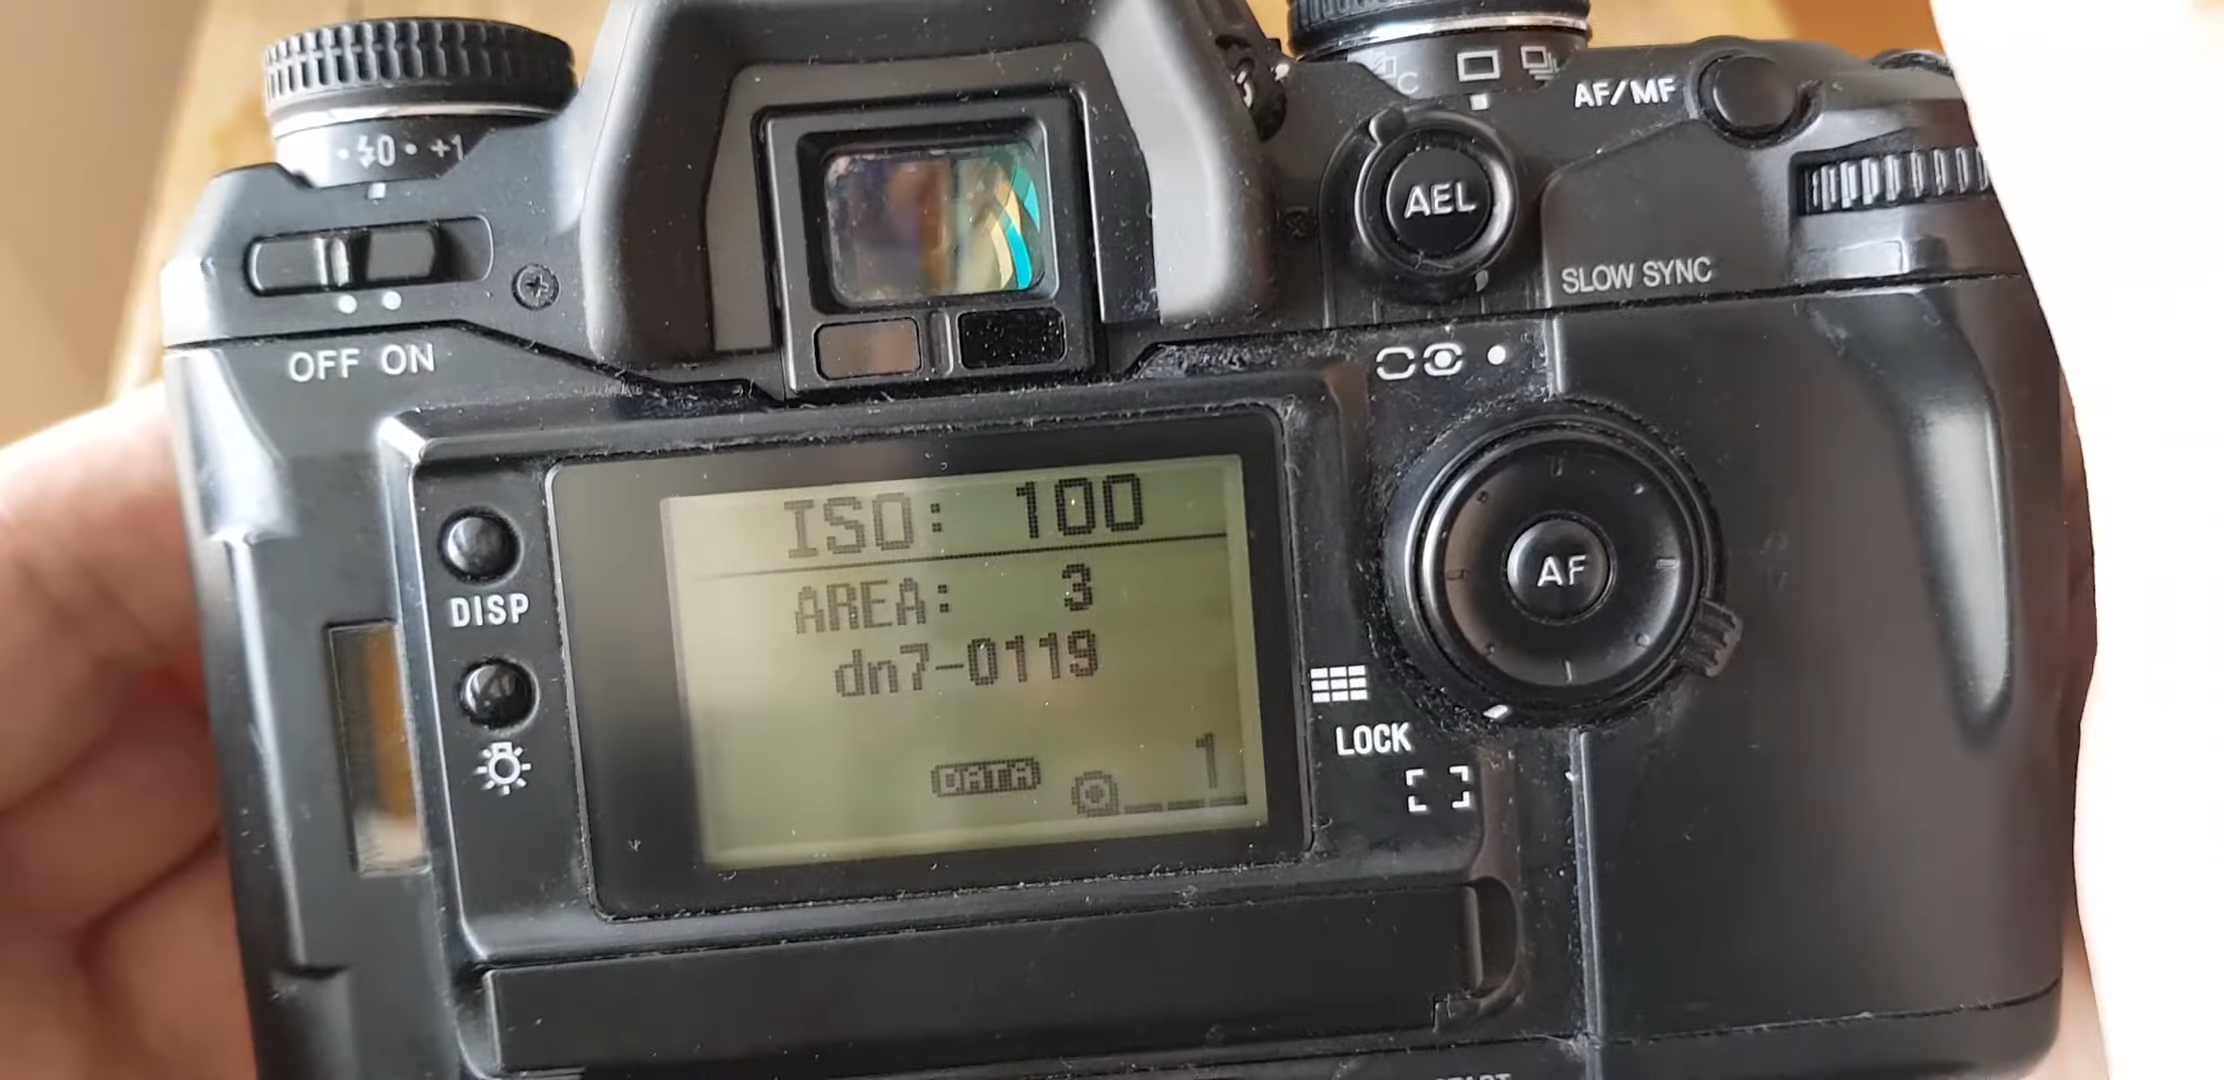 0 +1
C
AF/MF
AEL
SLOW SYNC
OFF ON
ISO: 100
AREA: 3
dn7-0119
DATA
1
DISP
AF
LOCK